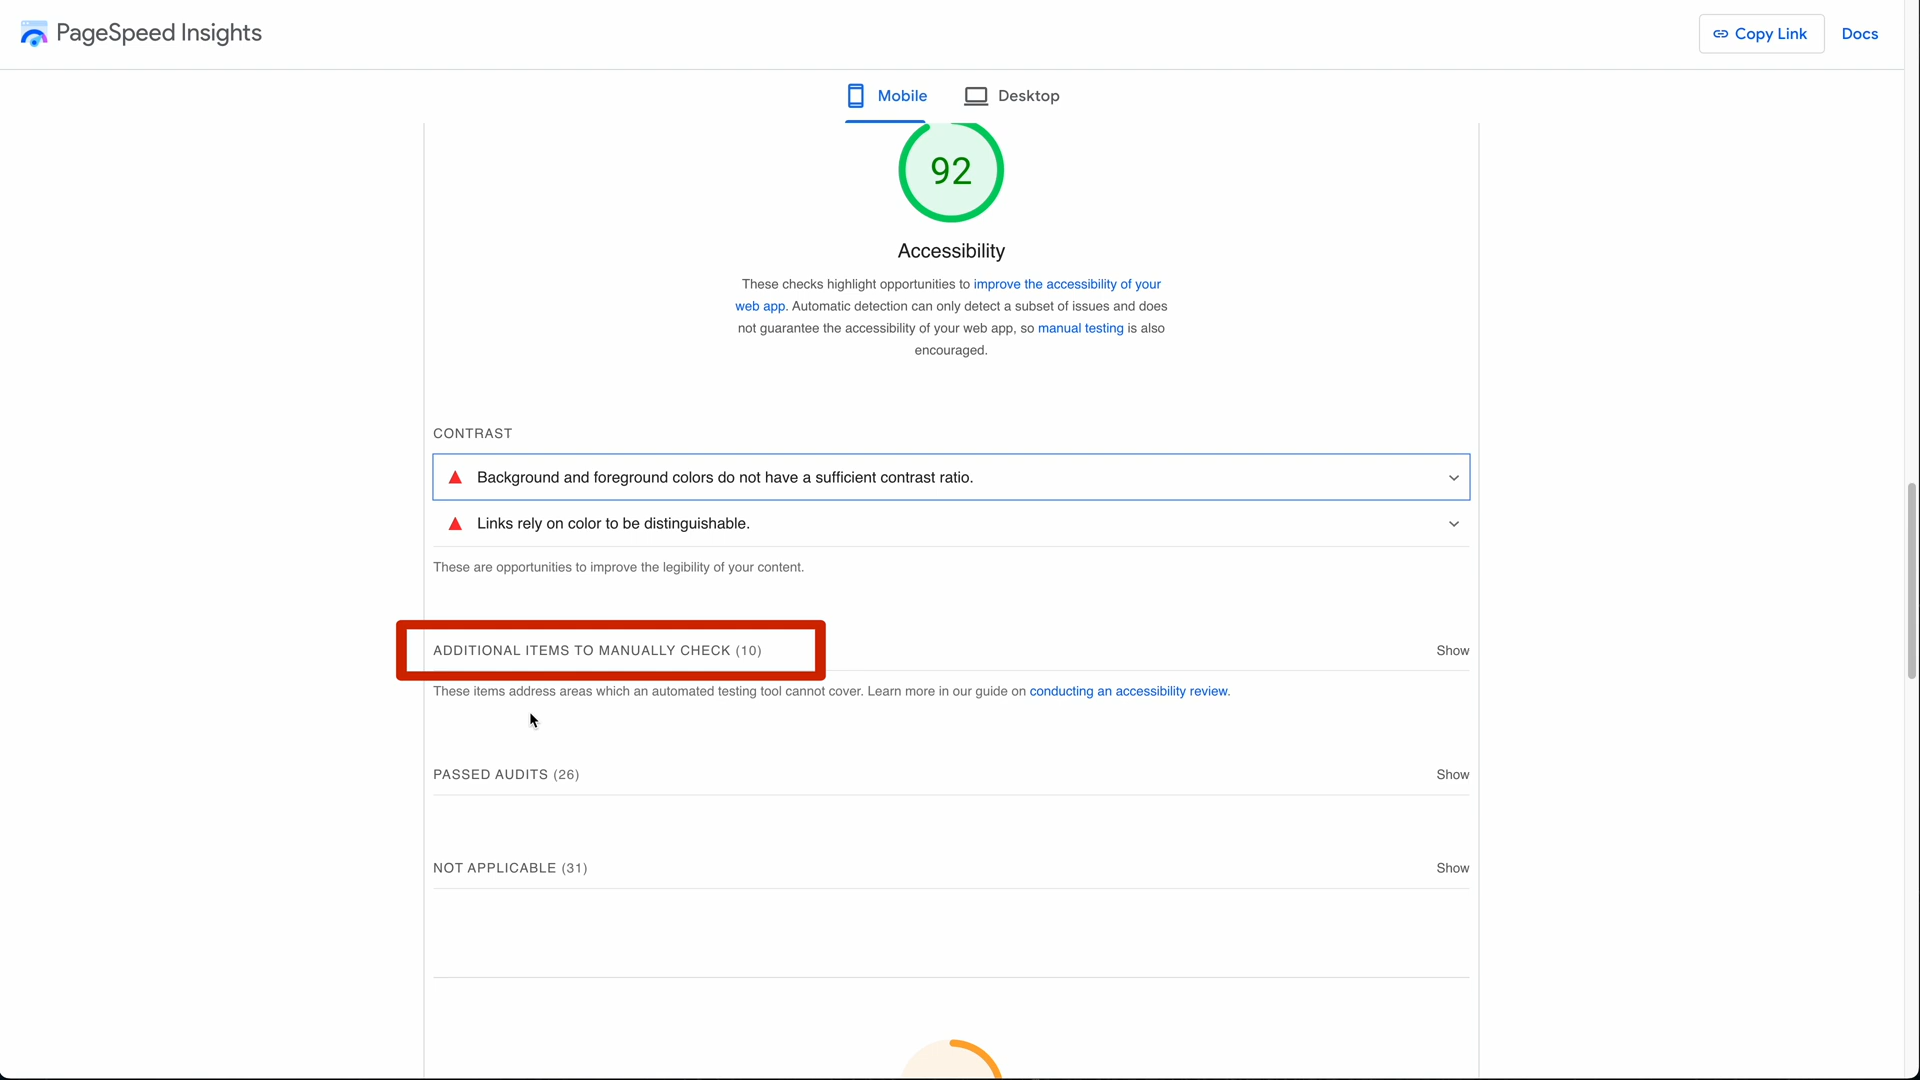 PageSpeed Insights
Copy Link
Docs
Mobile
Desktop
92
Accessibility
These checks highlight opportunities to improve the accessibility of your
web app. Automatic detection can only detect a subset of issues and does
not guarantee the accessibility of your web app, so manual testing is also
encouraged.
CONTRAST
Background and foreground colors do not have a sufficient contrast ratio.
Links rely on color to be distinguishable.
These are opportunities to improve the legibility of your content.
ADDITIONAL ITEMS TO MANUALLY CHECK (10)
Show
These items address areas which an automated testing tool cannot cover. Learn more in our guide on conducting an accessibility review.
PASSED AUDITS (26)
Show
NOT APPLICABLE (31)
Show